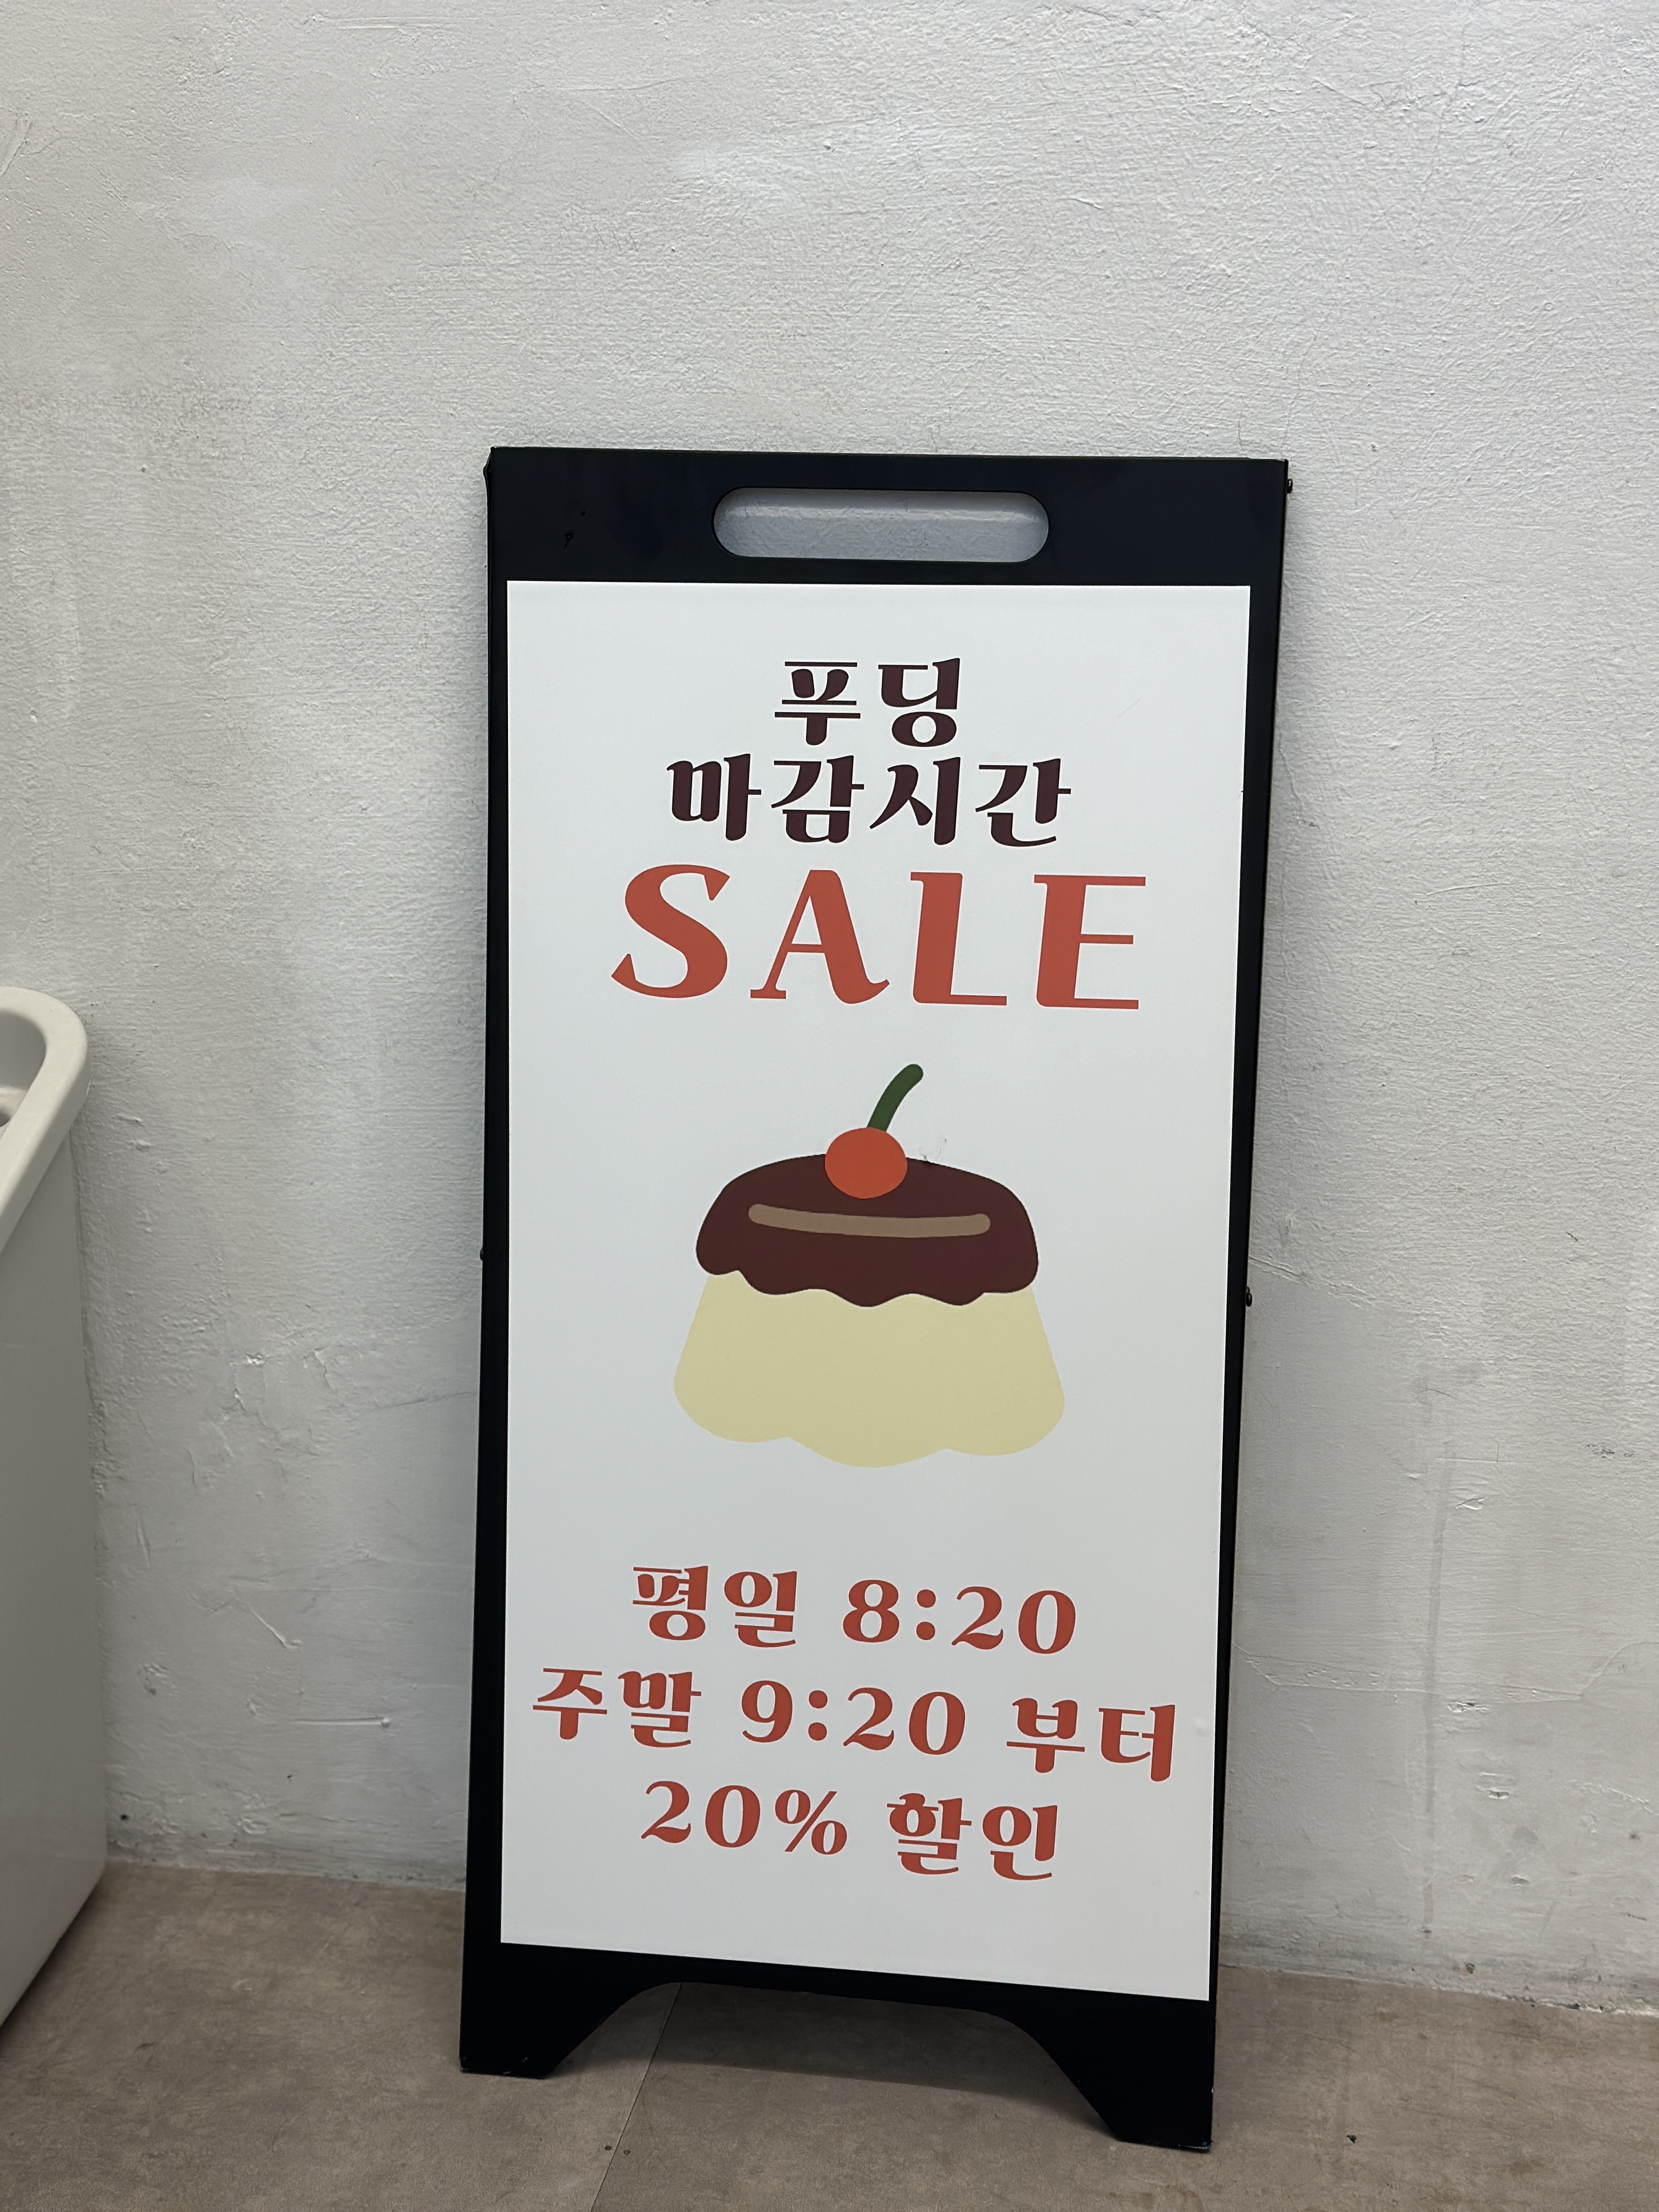 푸딩
마감시간
SALE
평일 8:20
주말 9:20 부터
20% 할인